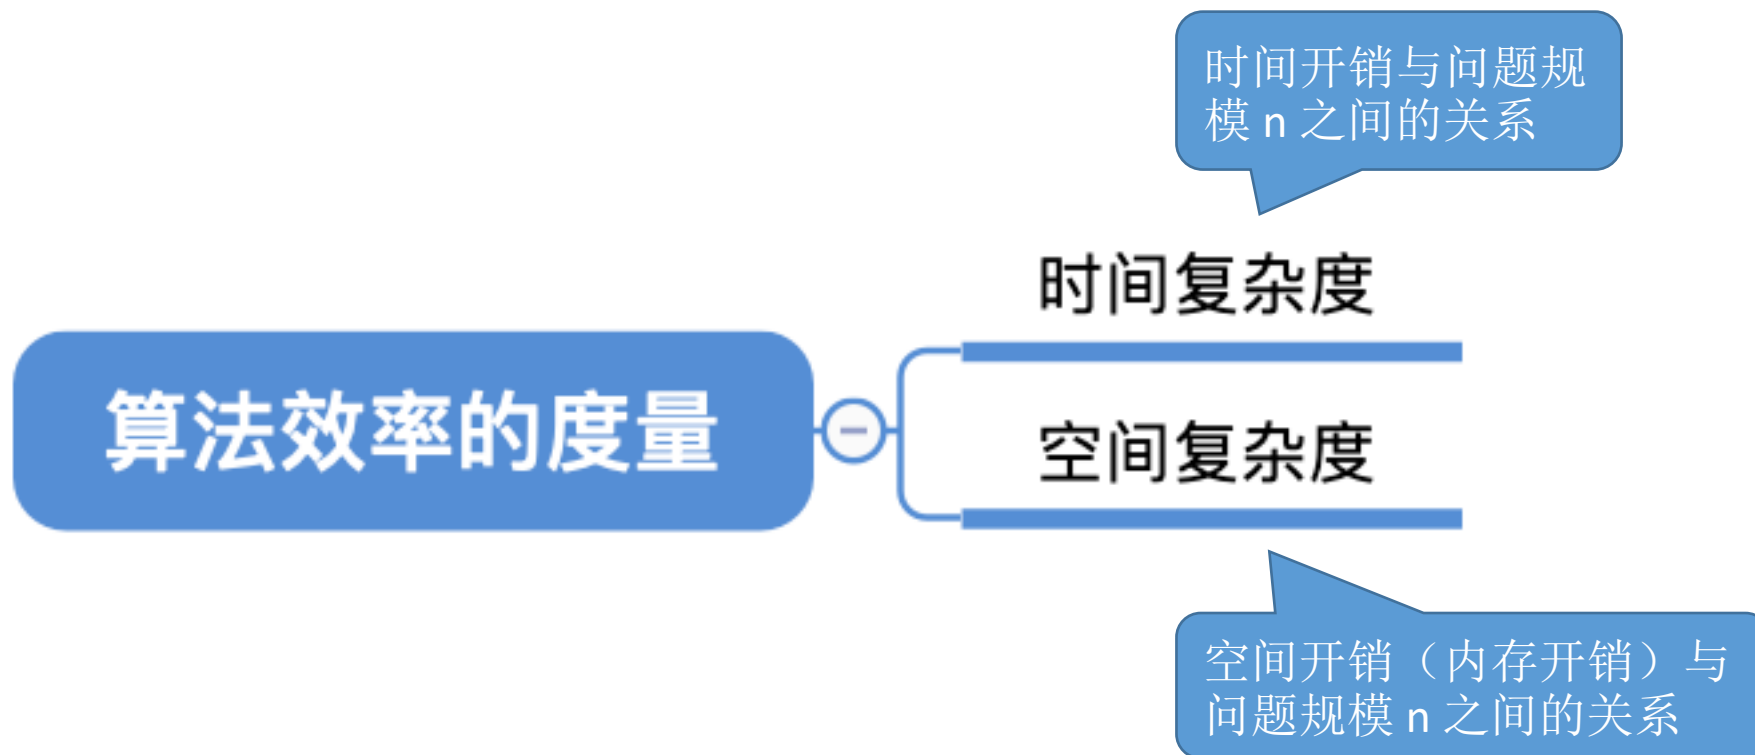 时间开销与问题规
模 n 之间的关系
时间复杂度
算法效率的度量
空间复杂度
空间开销（内存开销）与
问题规模 n 之间的关系